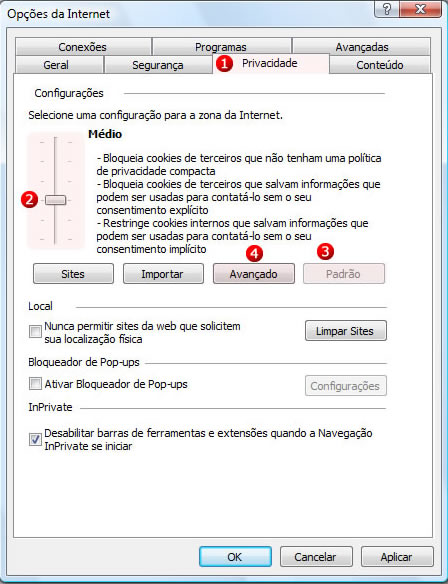 Opções da Internet
?
X
Conexões Programas Avançadas
Geral Segurança 1 Privacidade Conteúdo
Configurações
Selecione uma configuração para a zona da Internet.
Médio
- Bloqueia cookies de terceiros que não tenham uma política
de privacidade compacta
- Bloqueia cookies de terceiros que salvam informações que
podem ser usadas para contatá-lo sem o seu
consentimento explícito
2
- Restringe cookies internos que salvam informações que
podem ser usadas para contatá-lo sem o seu
consentimento implícito
4 3
Sites Importar Avançado Padrão
Local
Nunca permitir sites da web que solicitem
sua localização física
Limpar Sites
Bloqueador de Pop-ups
Ativar Bloqueador de Pop-ups Configurações
InPrivate
Desabilitar barras de ferramentas e extensões quando a Navegação
InPrivate se iniciar
OK Cancelar Aplicar